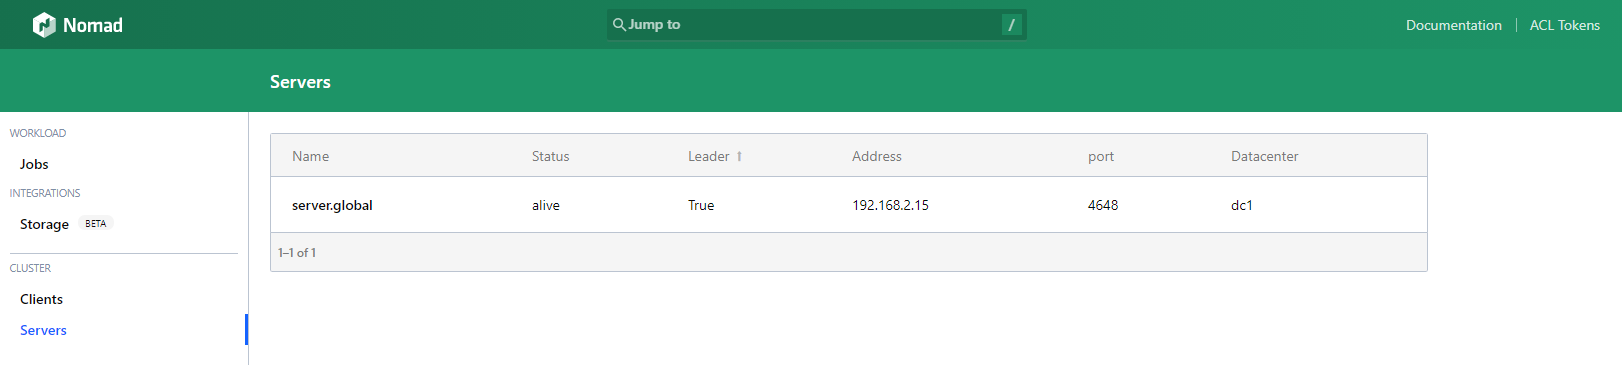 Nomad
Jump to /
Documentation ACL Tokens
Servers
WORKLOAD
Jobs
INTEGRATIONS
Storage BETA
CLUSTER
Clients
Servers
Name Status Leader Address port Datacenter
server.global alive True 192.168.2.15 4648 dc1
1–1 of 1